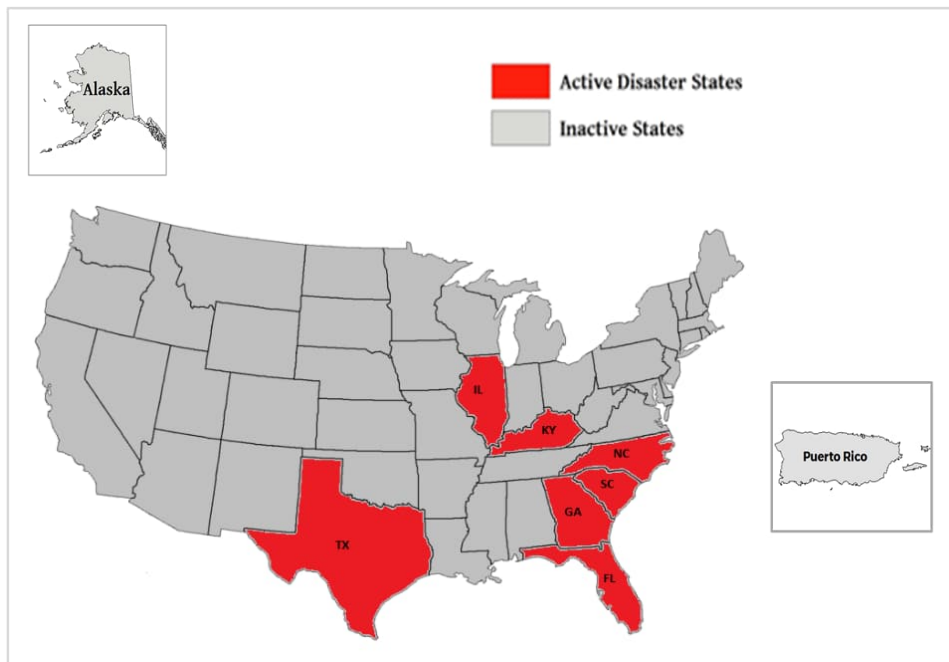 Alaska
Active Disaster States
Inactive States
IL
KY
NC
SC
GA
TX
FL
Puerto Rico